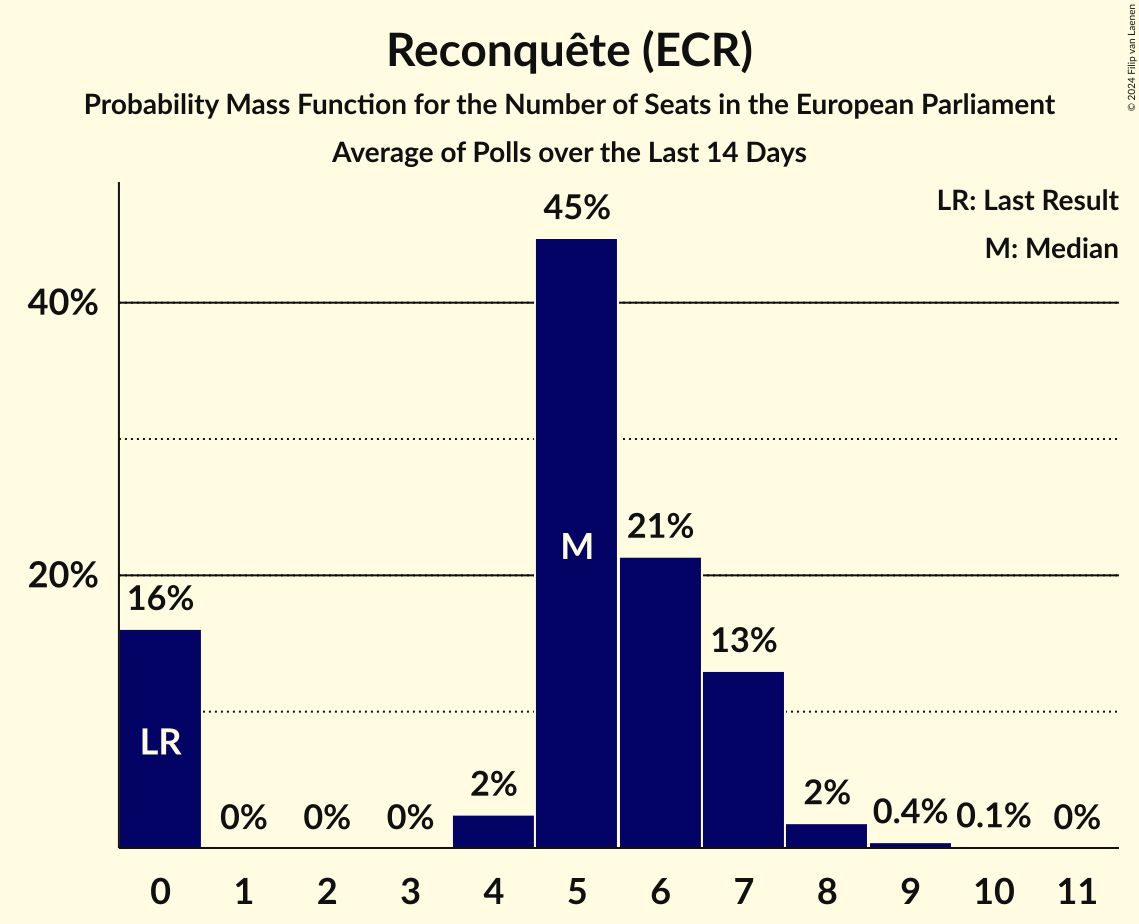 Reconquête (ECR)
Probability Mass Function for the Number of Seats in the European Parliament
Average of Polls over the Last 14 Days
© 2024 Filip van Laenen
LR: Last Result
M: Median
45%
40%
M
21%
20%
16%
13%
LR
2%
2%
0%
0%
0%
0.4%
0.1%
0%
0 1 2 3 4 5 6 7 8 9 10 11